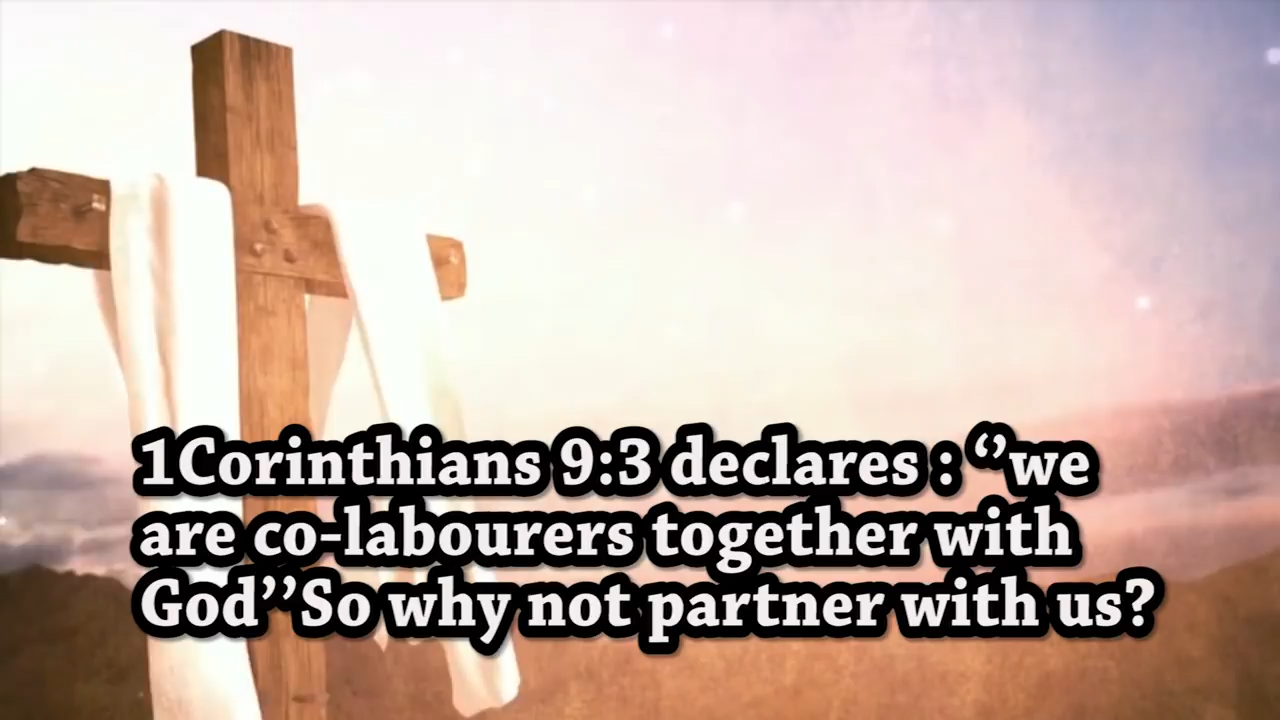 1Corinthians 9:3 declares : ‘’we
are co-labourers together with
God’’So why not partner with us?